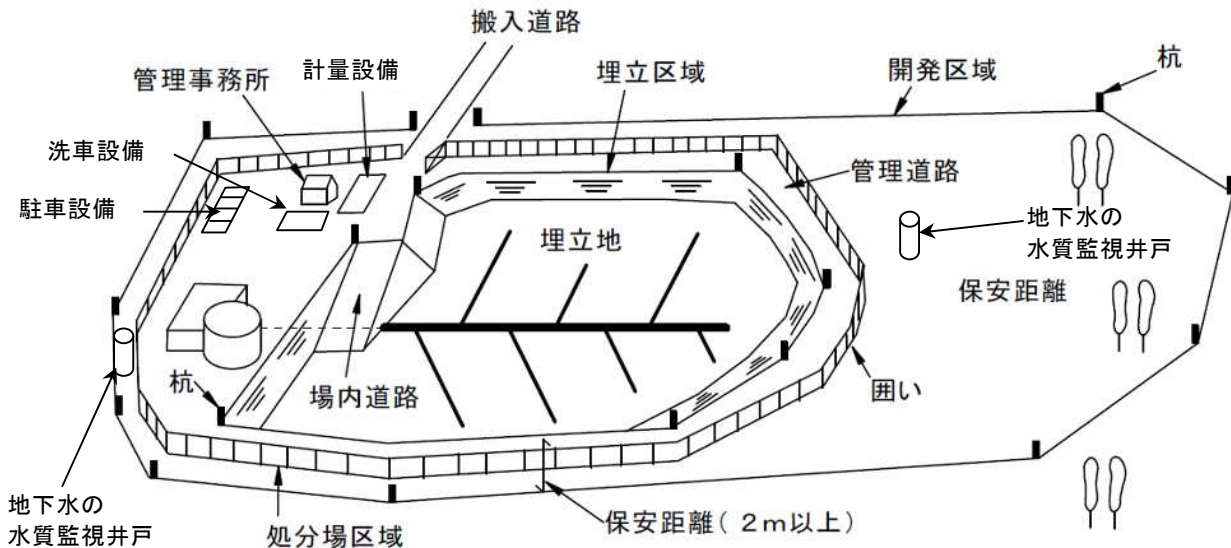 搬入道路
計量設備
管理事務所
埋立区域
開発区域
杭
洗車設備
管理道路
駐車設備
埋立地
地下水の
水質監視井戸
保安距離
杭
場内道路
囲い
地下水の
水質監視井戸
処分場区域
保安距離(2m以上)